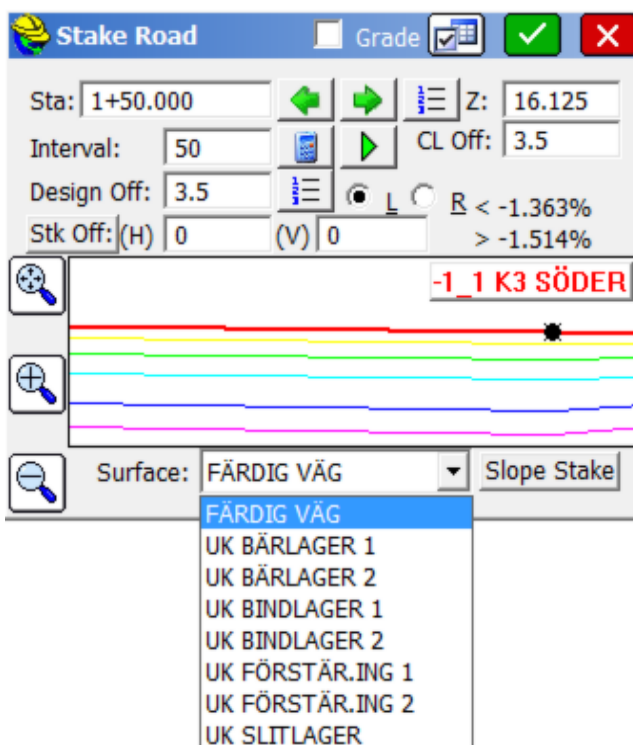 Stake Road Grade
Sta: 1+50.000 Z: 16.125
Interval: 50 CL Off: 3.5
Design Off: 3.5 L R < -1.363%
Stk Off: (H) 0 (V) 0 > -1.514%
-1_1 K3 SÖDER
Surface: FÄRDIG VÄG Slope Stake
FÄRDIG VÄG
UK BÄRLAGER 1
UK BÄRLAGER 2
UK BINDLAGER 1
UK BINDLAGER 2
UK FÖRSTÄR.ING 1
UK FÖRSTÄR.ING 2
UK SLITLAGER